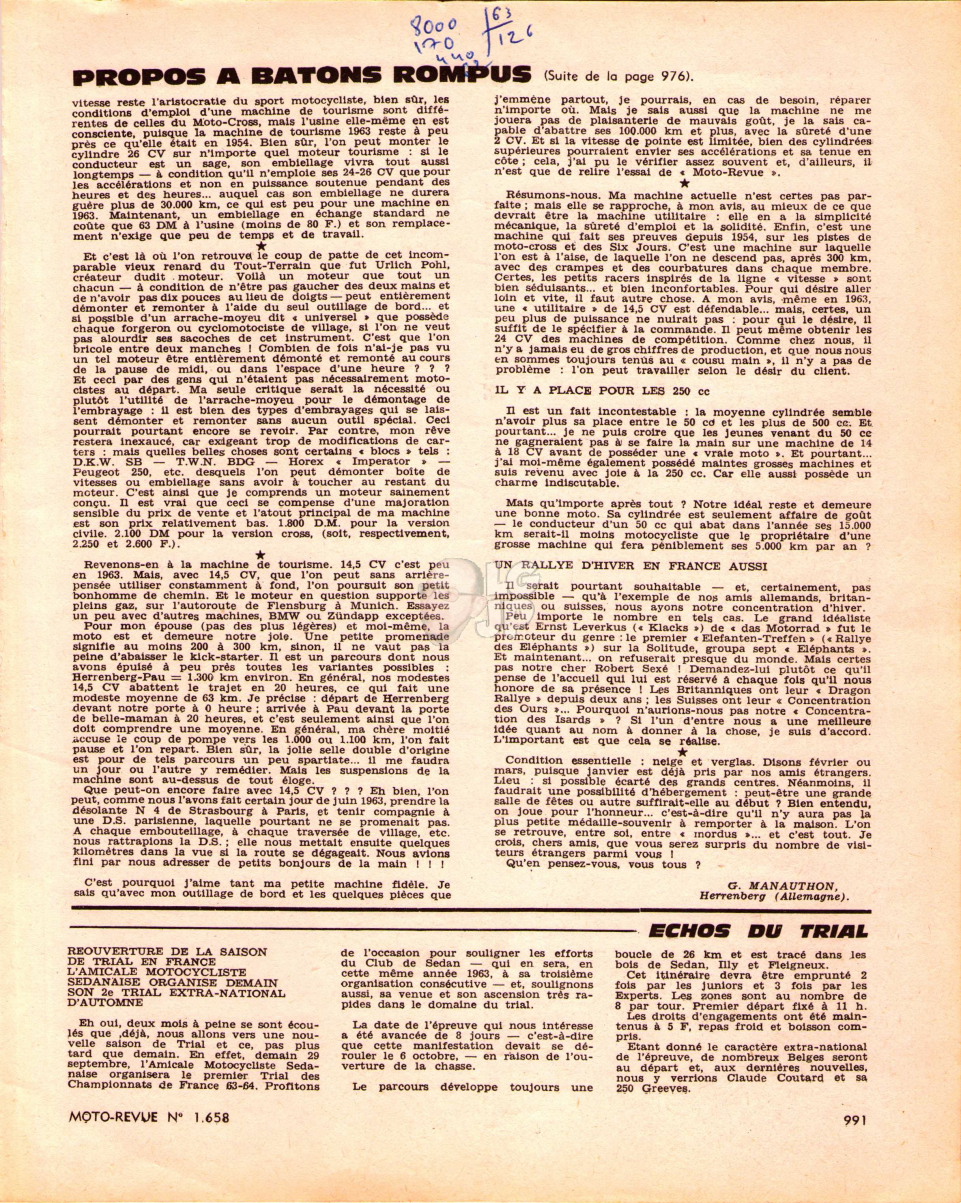 8000
170
440
63
126
PROPOS A BATONS ROMPUS (Suite de la page 976).
vitesse reste l'aristocratie du sport motocycliste, bien sûr, les
conditions d'emploi d'une machine de tourisme sont diffé-
rentes de celles du Moto-Cross, mais l'usine elle-même en est
consciente, puisque la machine de tourisme 1963 reste à peu
près ce qu'elle était en 1954. Bien sûr, l'on peut monter le
cylindre 26 CV sur n'importe quel moteur tourisme : si le
conducteur est un sage, son embiellage vivra tout aussi
longtemps — à condition qu'il n'emploie ses 24-26 CV que pour
les accélérations et non en puissance soutenue pendant des
heures et des heures... auquel cas son embiellage ne durera
guère plus de 30.000 km, ce qui est peu pour une machine en
1963. Maintenant, un embiellage en échange standard ne
coûte que 63 DM à l'usine (moins de 80 F.) et son remplace-
ment n'exige que peu de temps et de travail.
★
Et c'est là où l'on retrouve le coup de patte de cet incom-
parable vieux renard du Tout-Terrain que fut Urlich Pohl,
créateur dudit moteur. Voilà un moteur que tout un
chacun — à condition de n'être pas gaucher des deux mains et
de n'avoir pas dix pouces au lieu de doigts — peut entièrement
démonter et remonter à l'aide du seul outillage de bord... et
si possible d'un arrache-moyeu dit « universel » que possède
chaque forgeron ou cyclomotociste de village, si l'on ne veut
pas alourdir ses sacoches de cet instrument. C'est que l'on
bricole entre deux manches ! Combien de fois n'ai-je pas vu
un tel moteur être entièrement démonté et remonté au cours
de la pause de midi, ou dans l'espace d'une heure ? ? ?
Et ceci par des gens qui n'étaient pas nécessairement moto-
cistes au départ. Ma seule critique serait la nécessité ou
plutôt l'utilité de l'arrache-moyeu pour le démontage de
l'embrayage : il est bien des types d'embrayages qui se lais-
sent démonter et remonter sans aucun outil spécial. Ceci
pourrait pourtant encore se revoir. Par contre, mon rêve
restera inexaucé, car exigeant trop de modifications de car-
ters : mais quelles belles choses sont certains « blocs » tels :
D.K.W. SB — T.W.N. BDG — Horex « Imperator » —
Peugeot 250, etc. desquels l'on peut démonter boîte de
vitesses ou embiellage sans avoir à toucher au restant du
moteur. C'est ainsi que je comprends un moteur sainement
conçu. Il est vrai que ceci se compense d'une majoration
sensible du prix de vente et l'atout principal de ma machine
est son prix relativement bas. 1.800 D.M. pour la version
civile. 2.100 DM pour la version cross, (soit, respectivement,
2.250 et 2.600 F.).
★
Revenons-en à la machine de tourisme. 14,5 CV c'est peu
en 1963. Mais, avec 14,5 CV, que l'on peut sans arrière-
pensée utiliser constamment à fond, l'on poursuit son petit
bonhomme de chemin. Et le moteur en question supporte les
pleins gaz, sur l'autoroute de Flensburg à Munich. Essayez
un peu avec d'autres machines, BMW ou Zündapp exceptées.
Pour mon épouse (pas des plus légères) et moi-même, la
moto est et demeure notre joie. Une petite promenade
signifie au moins 200 à 300 km, sinon, il ne vaut pas la
peine d'abaisser le kick-starter. Il est un parcours dont nous
avons épuisé à peu près toutes les variantes possibles :
Herrenberg-Pau = 1.300 km environ. En général, nos modestes
14,5 CV abattent le trajet en 20 heures, ce qui fait une
modeste moyenne de 63 km. Je précise : départ de Herrenberg
devant notre porte à 0 heure ; arrivée à Pau devant la porte
de belle-maman à 20 heures, et c'est seulement ainsi que l'on
doit comprendre une moyenne. En général, ma chère moitié
accuse le coup de pompe vers les 1.000 ou 1.100 km, l'on fait
pause et l'on repart. Bien sûr, la jolie selle double d'origine
est pour de tels parcours un peu spartiate... il me faudra
un jour ou l'autre y remédier. Mais les suspensions de la
machine sont au-dessus de tout éloge.
Que peut-on encore faire avec 14,5 CV ? ? ? Eh bien, l'on
peut, comme nous l'avons fait certain jour de juin 1963, prendre la
désolante N 4 de Strasbourg à Paris, et tenir compagnie à
une D.S. parisienne, laquelle pourtant ne se promenait pas.
A chaque embouteillage, à chaque traversée de village, etc.
nous rattrapions la D.S. ; elle nous mettait ensuite quelques
kilomètres dans la vue si la route se dégageait. Nous avions
fini par nous adresser de petits bonjours de la main ! ! !
C'est pourquoi j'aime tant ma petite machine fidèle. Je
sais qu'avec mon outillage de bord et les quelques pièces que
j'emmène partout, je pourrais, en cas de besoin, réparer
n'importe où. Mais je sais aussi que la machine ne me
jouera pas de plaisanterie de mauvais goût, je la sais ca-
pable d'abattre ses 100.000 km et plus, avec la sûreté d'une
2 CV. Et si la vitesse de pointe est limitée, bien des cylindrées
supérieures pourraient envier ses accélérations et sa tenue en
côte ; cela, j'ai pu le vérifier assez souvent et, d'ailleurs, il
n'est que de relire l'essai de « Moto-Revue ».
★
Résumons-nous. Ma machine actuelle n'est certes pas par-
faite ; mais elle se rapproche, à mon avis, au mieux de ce que
devrait être la machine utilitaire : elle en a la simplicité
mécanique, la sûreté d'emploi et la solidité. Enfin, c'est une
machine qui fait ses preuves depuis 1954, sur les pistes de
moto-cross et des Six Jours. C'est une machine sur laquelle
l'on est à l'aise, de laquelle l'on ne descend pas, après 300 km,
avec des crampes et des courbatures dans chaque membre.
Certes, les petits racers inspirés de la ligne « vitesse » sont
bien séduisants... et bien inconfortables. Pour qui désire aller
loin et vite, il faut autre chose. A mon avis, même en 1963,
une « utilitaire » de 14,5 CV est défendable... mais, certes, un
peu plus de puissance ne nuirait pas : pour qui le désire, il
suffit de le spécifier à la commande. Il peut même obtenir les
24 CV des machines de compétition. Comme chez nous, il
n'y a jamais eu de gros chiffres de production, et que nous nous
en sommes toujours tenus au « cousu main », il n'y a pas de
problème : l'on peut travailler selon le désir du client.
IL Y A PLACE POUR LES 250 cc
Il est un fait incontestable : la moyenne cylindrée semble
n'avoir plus sa place entre le 50 cc et les plus de 500 cc. Et
pourtant... je ne puis croire que les jeunes venant du 50 cc
ne gagneraient pas à se faire la main sur une machine de 14
à 18 CV avant de posséder une « vraie moto ». Et pourtant...
j'ai moi-même également possédé maintes grosses machines et
suis revenu avec joie à la 250 cc. Car elle aussi possède un
charme indiscutable.
Mais qu'importe après tout ? Notre idéal reste et demeure
une bonne moto. Sa cylindrée est seulement affaire de goût
— le conducteur d'un 50 cc qui abat dans l'année ses 15.000
km serait-il moins motocycliste que le propriétaire d'une
grosse machine qui fera péniblement ses 5.000 km par an ?
UN RALLYE D'HIVER EN FRANCE AUSSI
Il serait pourtant souhaitable — et, certainement, pas
impossible — qu'à l'exemple de nos amis allemands, britan-
niques ou suisses, nous ayons notre concentration d'hiver.
Peu importe le nombre en tels cas. Le grand idéaliste
qu'est Ernst Leverkus (« Klacks ») de « das Motorrad » fut le
promoteur du genre : le premier « Elefanten-Treffen » (« Rallye
des Eléphants ») sur la Solitude, groupa sept « Eléphants ».
Et maintenant... on refuserait presque du monde. Mais certes
pas notre cher Robert Sexé ! Demandez-lui plutôt ce qu'il
pense de l'accueil qui lui est réservé à chaque fois qu'il nous
honore de sa présence ! Les Britanniques ont leur « Dragon
Rallye » depuis deux ans ; les Suisses ont leur « Concentration
des Ours »... Pourquoi n'aurions-nous pas notre « Concentra-
tion des Isards » ? Si l'un d'entre nous a une meilleure
idée quant au nom à donner à la chose, je suis d'accord.
L'important est que cela se réalise.
★
Condition essentielle : neige et verglas. Disons février ou
mars, puisque janvier est déjà pris par nos amis étrangers.
Lieu : si possible écarté des grands centres. Néanmoins, il
faudrait une possibilité d'hébergement : peut-être une grande
salle de fêtes ou autre suffirait-elle au début ? Bien entendu,
on joue pour l'honneur... c'est-à-dire qu'il n'y aura pas la
plus petite médaille-souvenir à remporter à la maison. L'on
se retrouve, entre soi, entre « mordus »... et c'est tout. Je
crois, chers amis, que vous serez surpris du nombre de visi-
teurs étrangers parmi vous !
Qu'en pensez-vous, vous tous ?
G. MANAUTHON,
Herrenberg (Allemagne).
ECHOS DU TRIAL
REOUVERTURE DE LA SAISON
DE TRIAL EN FRANCE
L'AMICALE MOTOCYCLISTE
SEDANAISE ORGANISE DEMAIN
SON 2e TRIAL EXTRA-NATIONAL
D'AUTOMNE
Eh oui, deux mois à peine se sont écou-
lés que déjà, nous allons vers une nou-
velle saison de Trial et ce, pas plus
tard que demain. En effet, demain 29
septembre, l'Amicale Motocycliste Seda-
naise organisera le premier Trial des
Championnats de France 63-64. Profitons
de l'occasion pour souligner les efforts
du Club de Sedan — qui en sera, en
cette même année 1963, à sa troisième
organisation consécutive — et, soulignons
aussi, sa venue et son ascension très ra-
pides dans le domaine du trial.
La date de l'épreuve qui nous intéresse
a été avancée de 8 jours — c'est-à-dire
que cette manifestation devait se dé-
rouler le 6 octobre, — en raison de l'ou-
verture de la chasse.
Le parcours développe toujours une
boucle de 26 km et est tracé dans les
bois de Sedan, Illy et Fleigneux.
Cet itinéraire devra être emprunté 2
fois par les juniors et 3 fois par les
Experts. Les zones sont au nombre de
8 par tour. Premier départ fixé à 11 h.
Les droits d'engagements ont été main-
tenus à 5 F, repas froid et boisson com-
pris.
Etant donné le caractère extra-national
de l'épreuve, de nombreux Belges seront
au départ et, aux dernières nouvelles,
nous y verrions Claude Coutard et sa
250 Greeves.
MOTO-REVUE N° 1.658
991